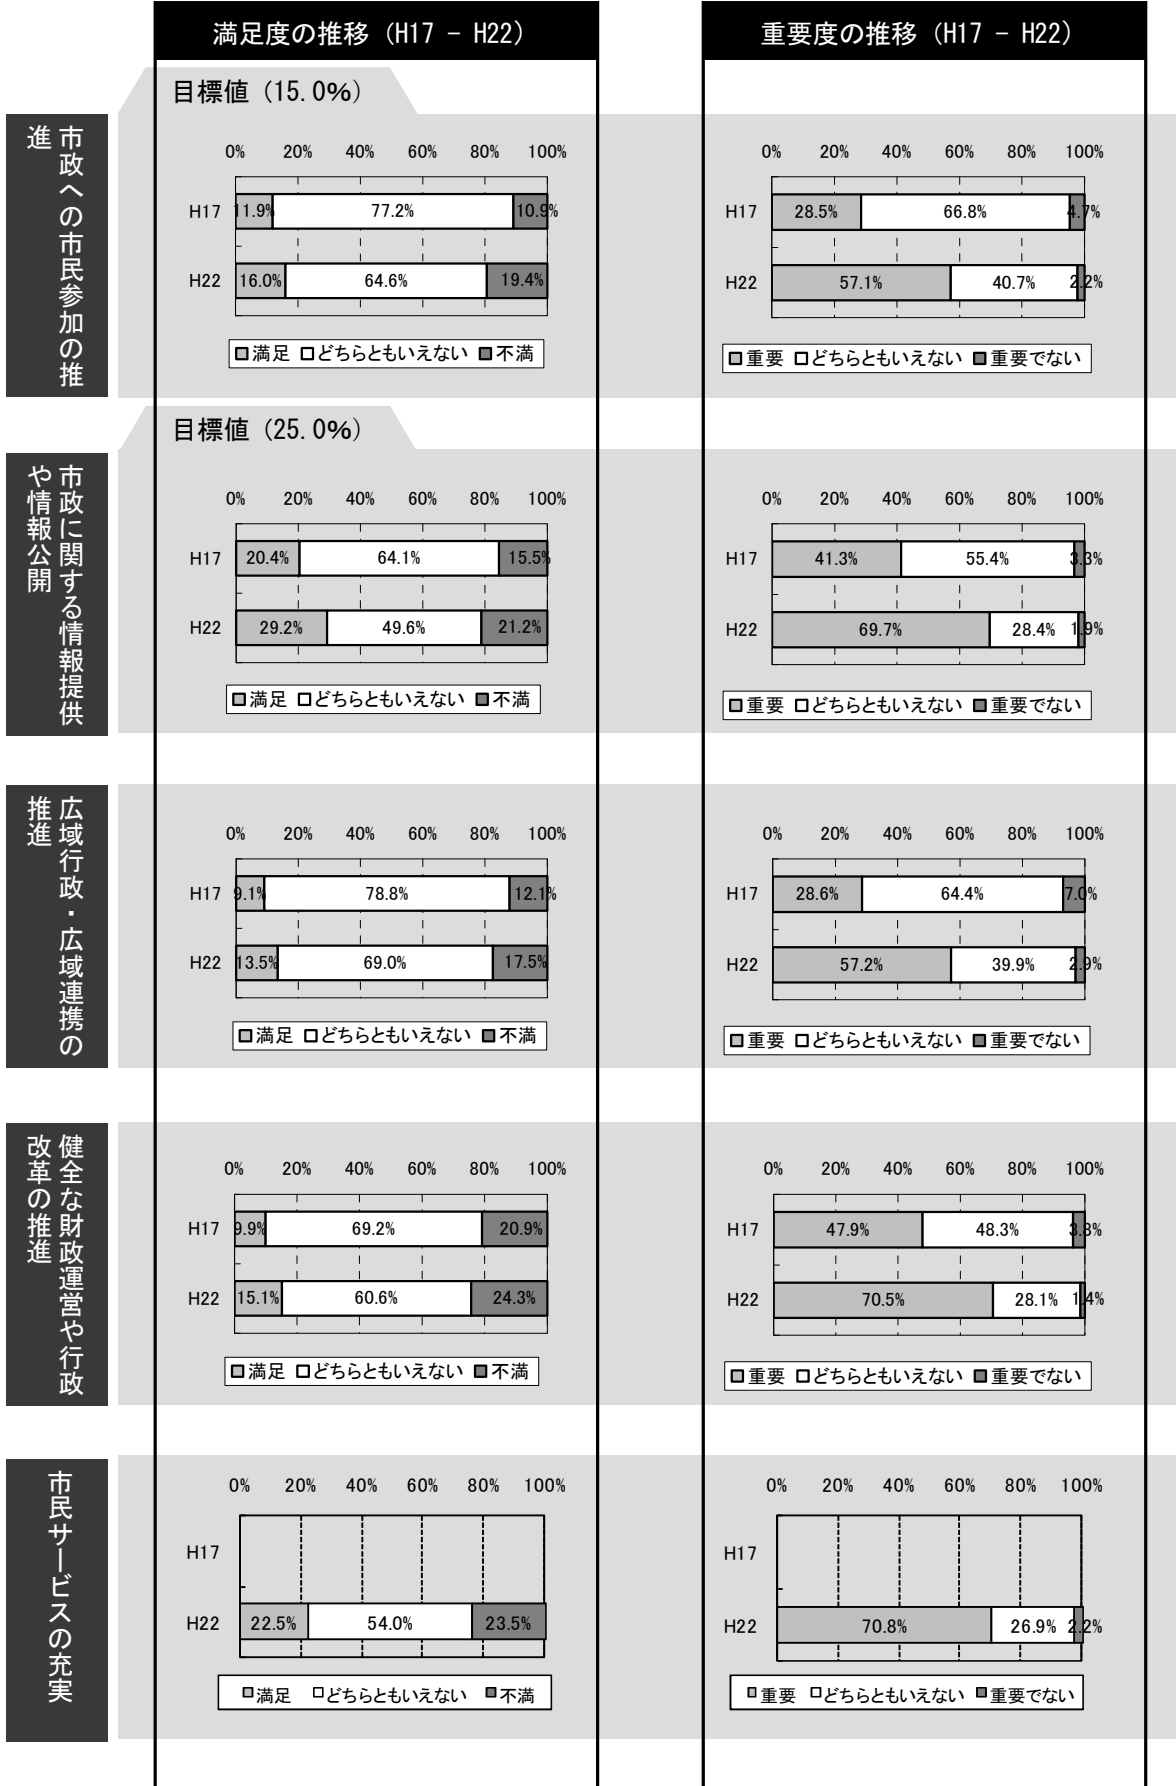 満足度の推移（H17 － H22）
重要度の推移（H17 － H22）
市政への市民参加の推
進
目標値（15.0%）
0% 20% 40% 60% 80% 100%
H17 11.9% 77.2% 10.9%
H22 16.0% 64.6% 19.4%
満足 どちらともいえない 不満
0% 20% 40% 60% 80% 100%
H17 28.5% 66.8% 4.7%
H22 57.1% 40.7% 2.2%
重要 どちらともいえない 重要でない
市政に関する情報提供
や情報公開
目標値（25.0%）
0% 20% 40% 60% 80% 100%
H17 20.4% 64.1% 15.5%
H22 29.2% 49.6% 21.2%
満足 どちらともいえない 不満
0% 20% 40% 60% 80% 100%
H17 41.3% 55.4% 3.3%
H22 69.7% 28.4% 1.9%
重要 どちらともいえない 重要でない
広域行政・広域連携の
推進
0% 20% 40% 60% 80% 100%
H17 9.1% 78.8% 12.1%
H22 13.5% 69.0% 17.5%
満足 どちらともいえない 不満
0% 20% 40% 60% 80% 100%
H17 28.6% 64.4% 7.0%
H22 57.2% 39.9% 2.9%
重要 どちらともいえない 重要でない
健全な財政運営や行政
改革の推進
0% 20% 40% 60% 80% 100%
H17 9.9% 69.2% 20.9%
H22 15.1% 60.6% 24.3%
満足 どちらともいえない 不満
0% 20% 40% 60% 80% 100%
H17 47.9% 48.3% 3.8%
H22 70.5% 28.1% 1.4%
重要 どちらともいえない 重要でない
市民サービスの充実
0% 20% 40% 60% 80% 100%
H17
H22 22.5% 54.0% 23.5%
満足 どちらともいえない 不満
0% 20% 40% 60% 80% 100%
H17
H22 70.8% 26.9% 2.2%
重要 どちらともいえない 重要でない